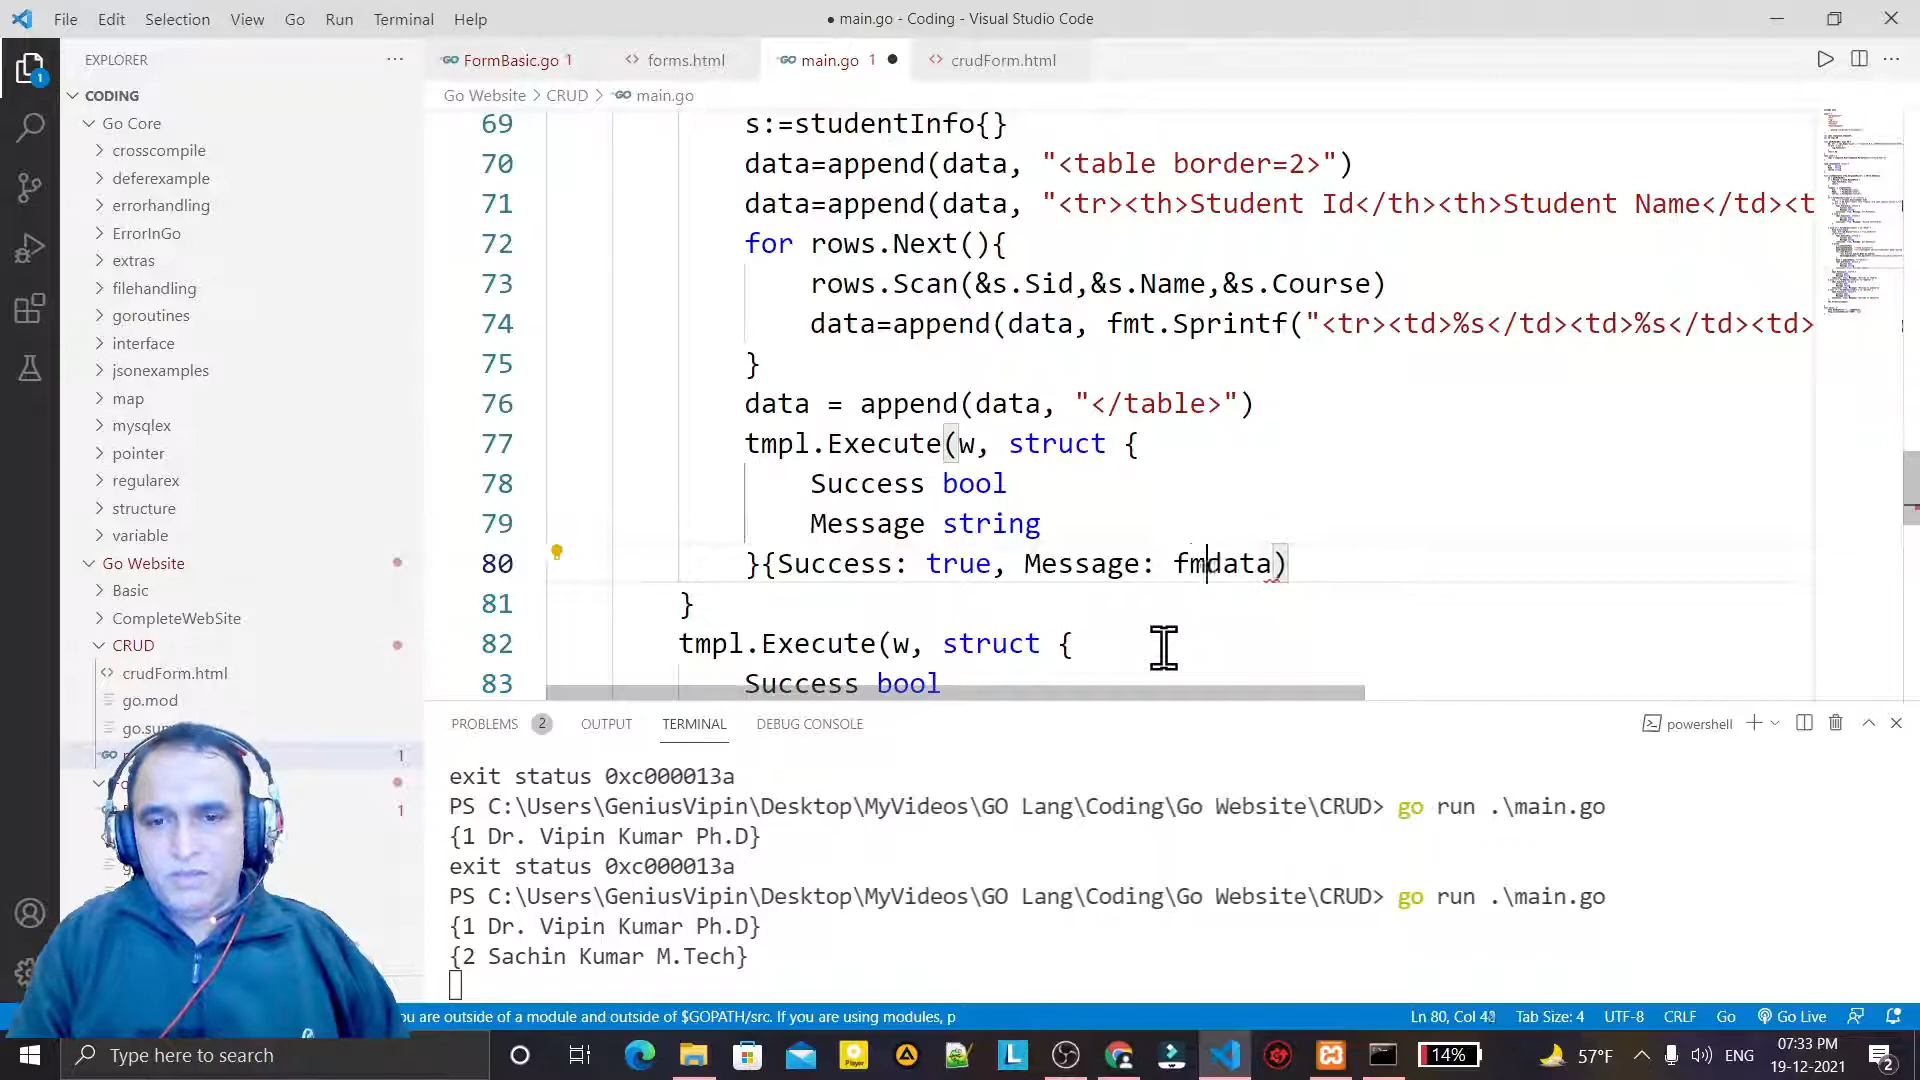 File Edit Selection View Go Run Terminal Help
● main.go - Coding - Visual Studio Code
EXPLORER
FormBasic.go 1
forms.html
main.go 1 ●
crudForm.html
CODING
Go Website > CRUD > main.go
Go Core
crosscompile
deferexample
errorhandling
ErrorInGo
extras
filehandling
goroutines
interface
jsonexamples
map
mysqlex
pointer
regularex
structure
variable
Go Website
Basic
CompleteWebSite
CRUD
crudForm.html
go.mod
1
1
1
69 s:=studentInfo{}
70 data=append(data, "<table border=2>")
71 data=append(data, "<tr><th>Student Id</th><th>Student Name</td><t
72 for rows.Next(){
73 rows.Scan(&s.Sid,&s.Name,&s.Course)
74 data=append(data, fmt.Sprintf("<tr><td>%s</td><td>%s</td><td>
75 }
76 data = append(data, "</table>")
77 tmpl.Execute(w, struct {
78 Success bool
79 Message string
80 }{Success: true, Message: fmdata)
81 }
82 tmpl.Execute(w, struct {
83 Success bool
PROBLEMS 2 OUTPUT TERMINAL DEBUG CONSOLE
powershell
exit status 0xc000013a
PS C:\Users\GeniusVipin\Desktop\MyVideos\GO Lang\Coding\Go Website\CRUD> go run .\main.go
{1 Dr. Vipin Kumar Ph.D}
exit status 0xc000013a
PS C:\Users\GeniusVipin\Desktop\MyVideos\GO Lang\Coding\Go Website\CRUD> go run .\main.go
{1 Dr. Vipin Kumar Ph.D}
{2 Sachin Kumar M.Tech}
ou are outside of a module and outside of $GOPATH/src. If you are using modules, p
Tab Size: 4 UTF-8 CRLF Go Go Live
Type here to search
Player
14%
57°F
ENG
07:33 PM
19-12-2021
2